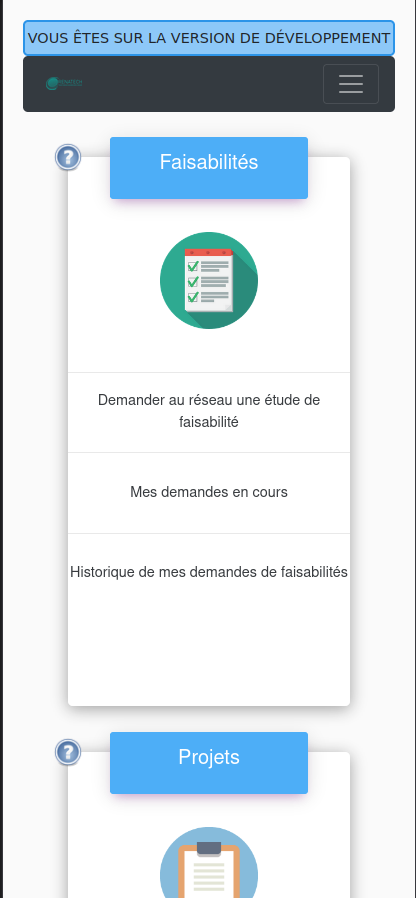 VOUS ÊTES SUR LA VERSION DE DÉVELOPPEMENT
?
Faisabilités
Demander au réseau une étude de
faisabilité
Mes demandes en cours
Historique de mes demandes de faisabilités
?
Projets